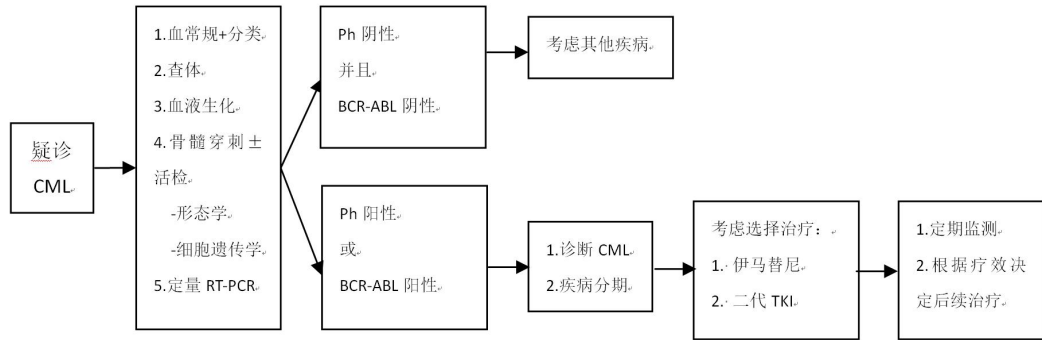 疑诊
CML
1.血常规+分类
2.查体
3.血液生化
4.骨髓穿刺±
活检
-形态学
-细胞遗传学
5.定量 RT-PCR
Ph 阴性
并且
BCR-ABL 阴性
考虑其他疾病
Ph 阳性
或
BCR-ABL 阳性
1.诊断 CML
2.疾病分期
考虑选择治疗：
1. 伊马替尼
2. 二代 TKI
1.定期监测
2.根据疗效决
定后续治疗